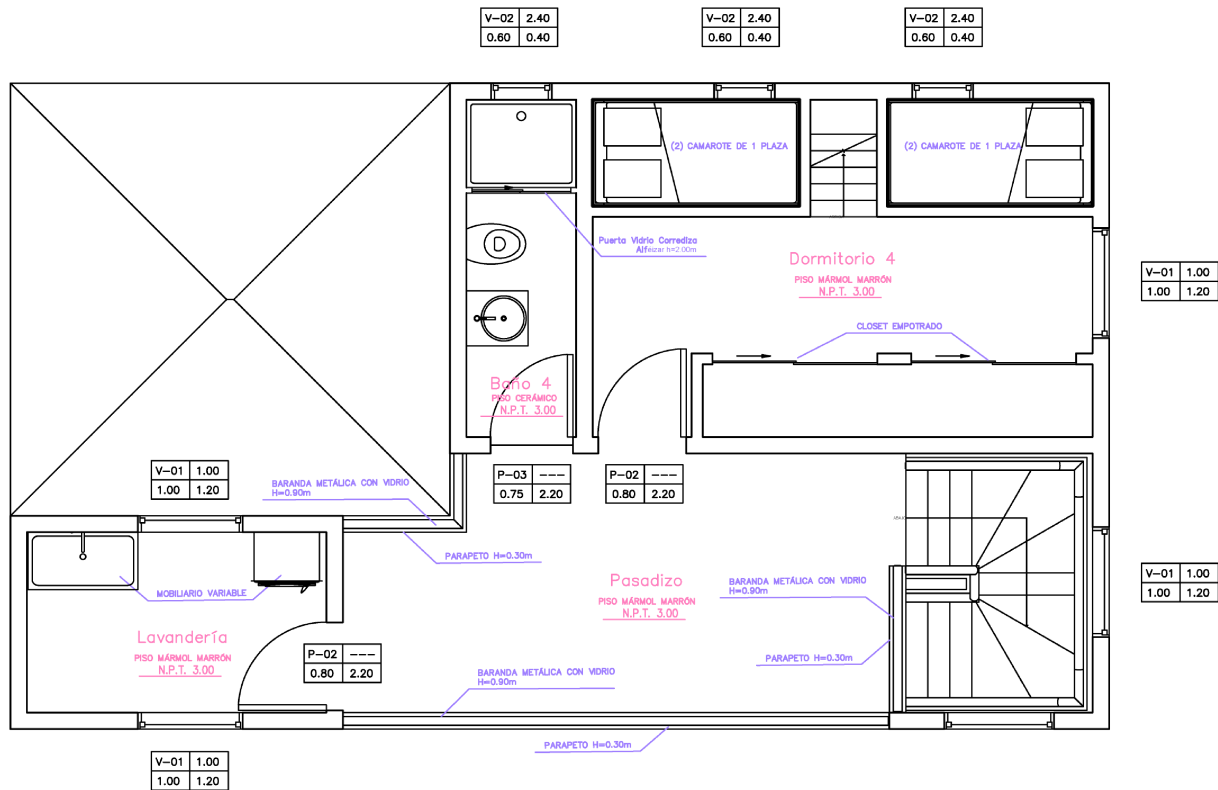 V-02 2.40
0.60 0.40
V-02 2.40
0.60 0.40
V-02 2.40
0.60 0.40
(2) CAMAROTE DE 1 PLAZA
(2) CAMAROTE DE 1 PLAZA
Puerta Vidrio Corrediza
Alfeizar h=2.00m
D
Dormitorio 4
PISO MÁRMOL MARRÓN
N.P.T. 3.00
V-01 1.00
1.00 1.20
CLOSET EMPOTRADO
Baño 4
PISO CERÁMICO
N.P.T. 3.00
V-01 1.00
1.00 1.20
BARANDA METÁLICA CON VIDRIO
H=0.90m
P-03 ---
0.75 2.20
P-02 ---
0.80 2.20
ABAJO
PARAPETO H=0.30m
MOBILIARIO VARIABLE
Pasadizo
PISO MÁRMOL MARRÓN
N.P.T. 3.00
BARANDA METÁLICA CON VIDRIO
H=0.90m
V-01 1.00
1.00 1.20
Lavandería
PISO MÁRMOL MARRÓN
N.P.T. 3.00
P-02 ---
0.80 2.20
PARAPETO H=0.30m
BARANDA METÁLICA CON VIDRIO
H=0.90m
PARAPETO H=0.30m
V-01 1.00
1.00 1.20